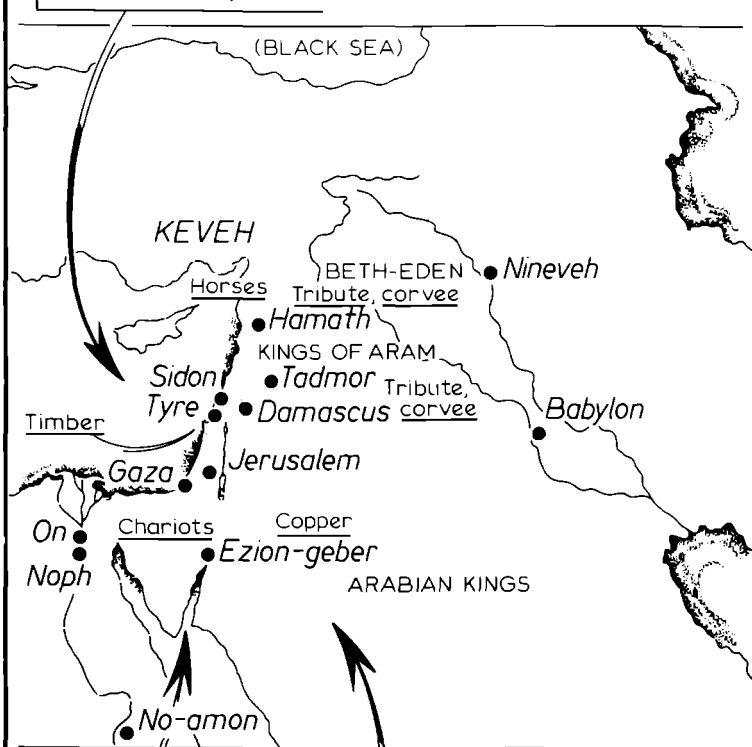 (BLACK SEA)
KEVEH
Horses
BETH-EDEN
Tribute, corvee
Nineveh
Hamath
KINGS OF ARAM
Sidon
Tadmor
Tyre
Damascus
Tribute,
corvee
Babylon
Timber
Gaza
Jerusalem
On
Chariots
Copper
Noph
Ezion-geber
ARABIAN KINGS
No-amon